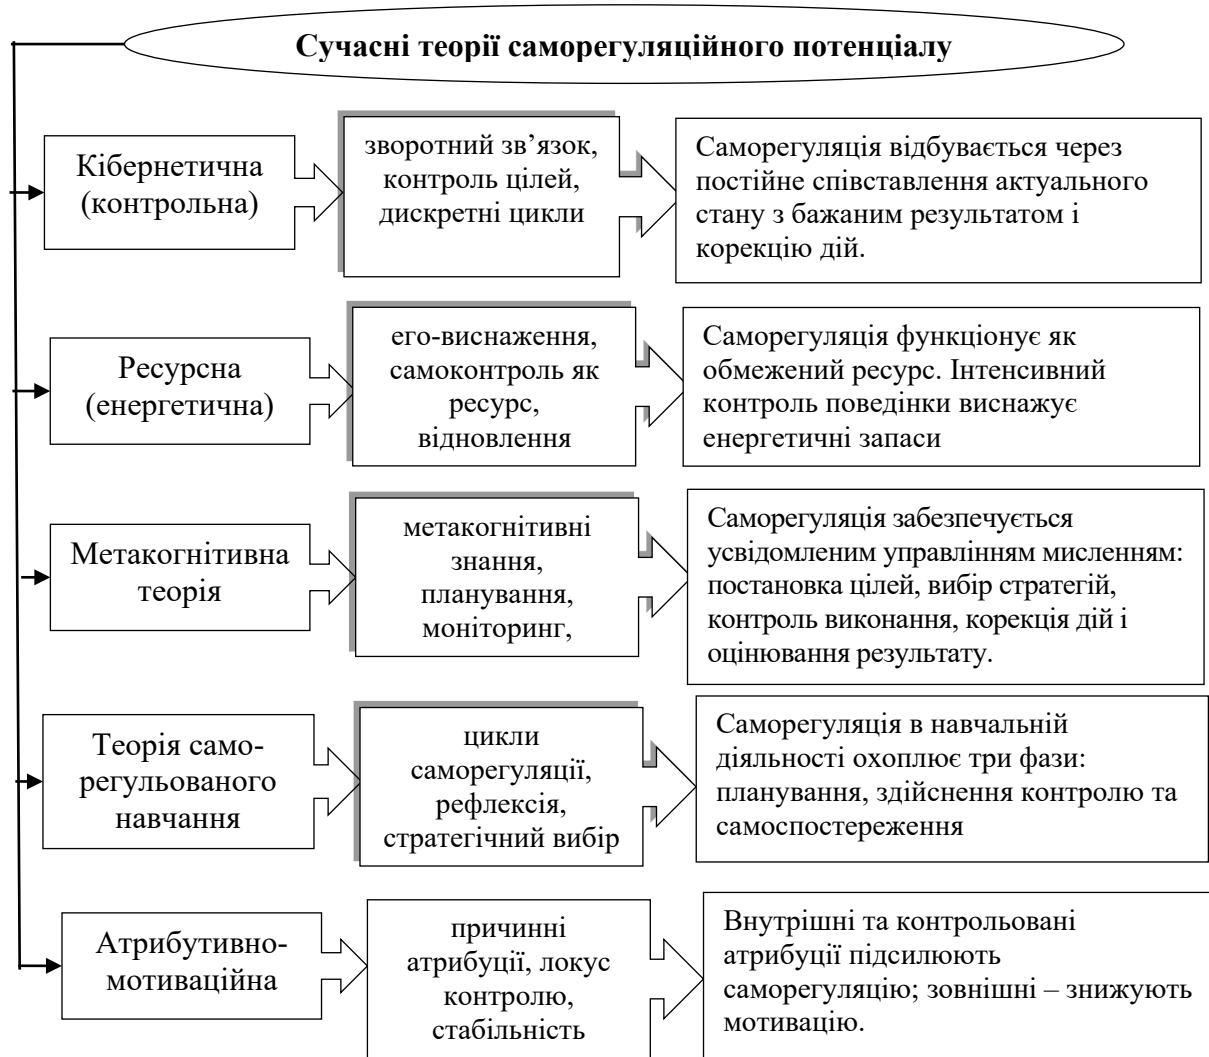 Сучасні теорії саморегуляційного потенціалу
Кібернетична
(контрольна)
зворотний зв’язок,
контроль цілей,
дискретні цикли
Саморегуляція відбувається через
постійне співставлення актуального
стану з бажаним результатом і
корекцію дій.
Ресурсна
(енергетична)
его-виснаження,
самоконтроль як
ресурс,
відновлення
Саморегуляція функціонує як
обмежений ресурс. Інтенсивний
контроль поведінки виснажує
енергетичні запаси
Метакогнітивна
теорія
метакогнітивні
знання,
планування,
моніторинг,
Саморегуляція забезпечується
усвідомленим управлінням мисленням:
постановка цілей, вибір стратегій,
контроль виконання, корекція дій і
оцінювання результату.
Теорія само-
регульованого
навчання
цикли
саморегуляції,
рефлексія,
стратегічний вибір
Саморегуляція в навчальній
діяльності охоплює три фази:
планування, здійснення контролю та
самоспостереження
Атрибутивно-
мотиваційна
причинні
атрибуції, локус
контролю,
стабільність
Внутрішні та контрольовані
атрибуції підсилюють
саморегуляцію; зовнішні – знижують
мотивацію.